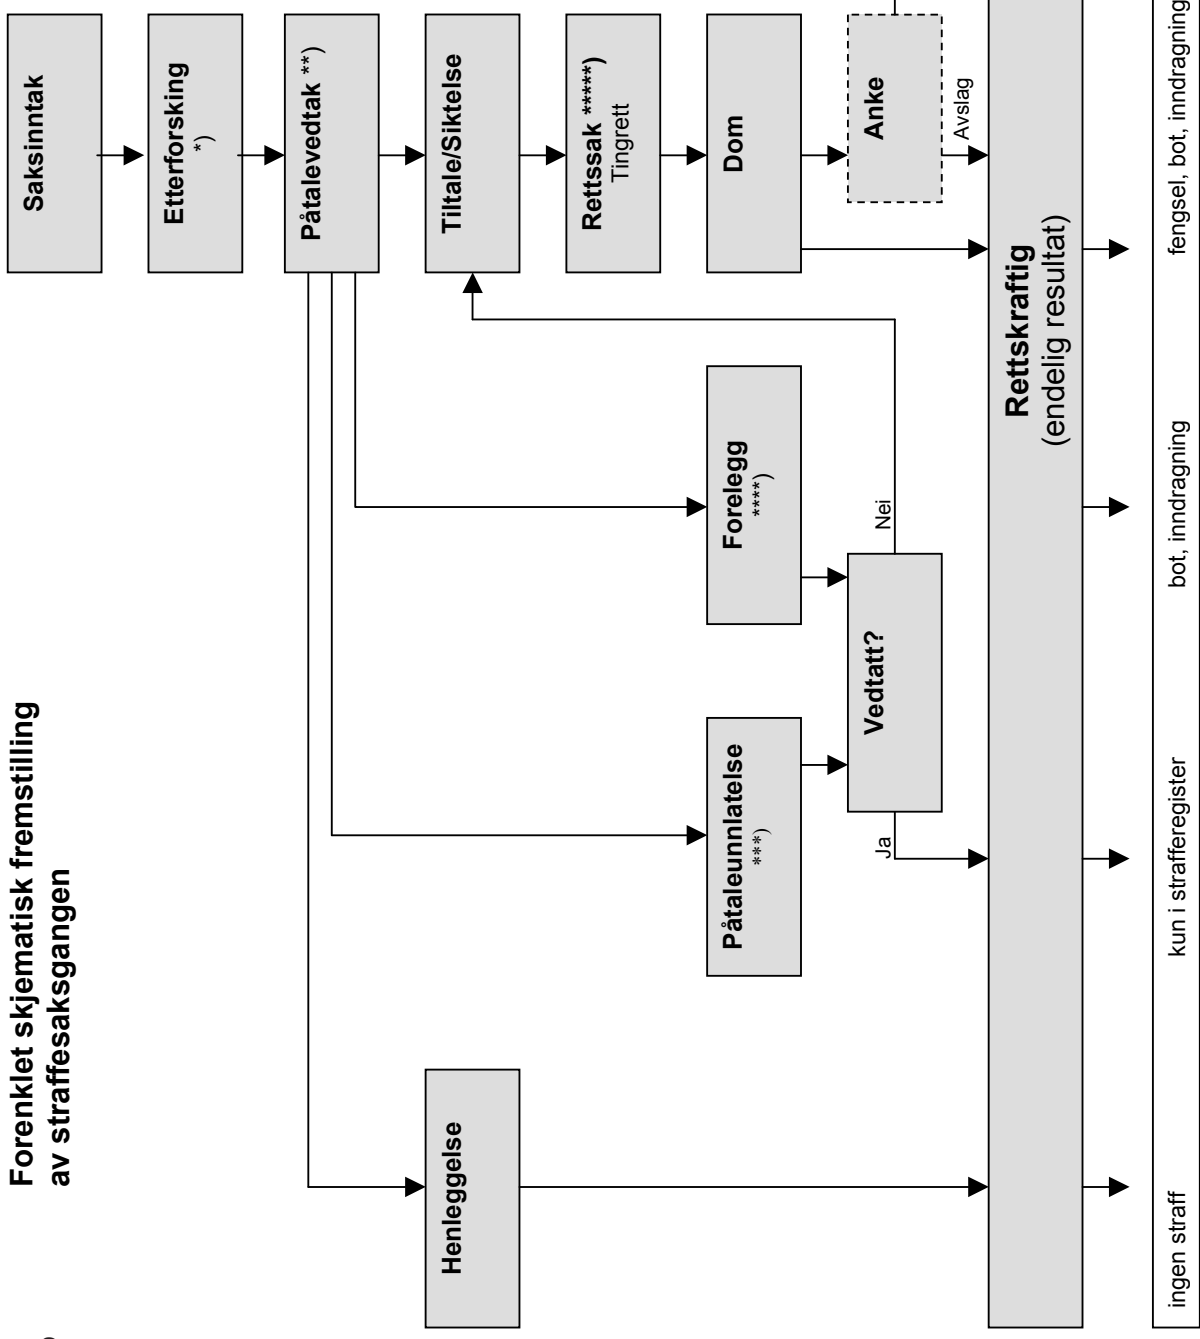 Forenklet skjematisk fremstilling
av straffesaksgangen
Saksinntak
Etterforsking
*)
Påtalevedtak **)
Tiltale/Siktelse
Rettssak *****)
Tingrett
Dom
Anke
Avslag
Henleggelse
Påtaleunnlatelse
***)
Forelegg
****)
Vedtatt?
Ja
Nei
Rettskraftig
(endelig resultat)
ingen straff
kun i strafferegister
bot, inndragning
fengsel, bot, inndragning